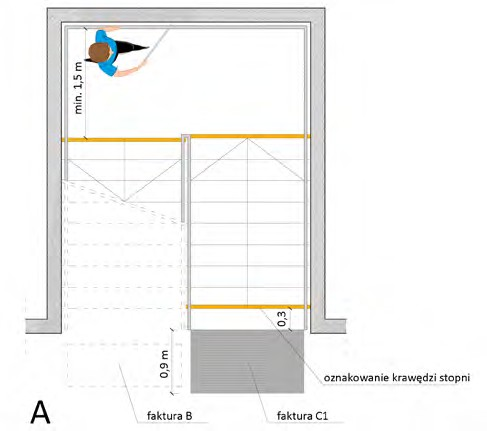 min. 1,5 m
0,3
0,9 m
oznakowanie krawędzi stopni
A
faktura B
faktura C1